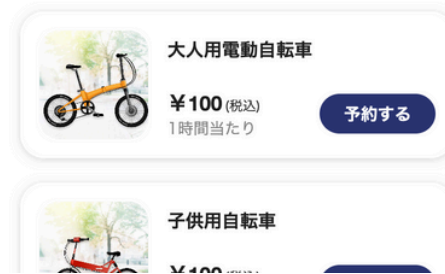 大人用電動自転車
￥100 (税込)
1時間当たり
予約する
子供用自転車
￥100